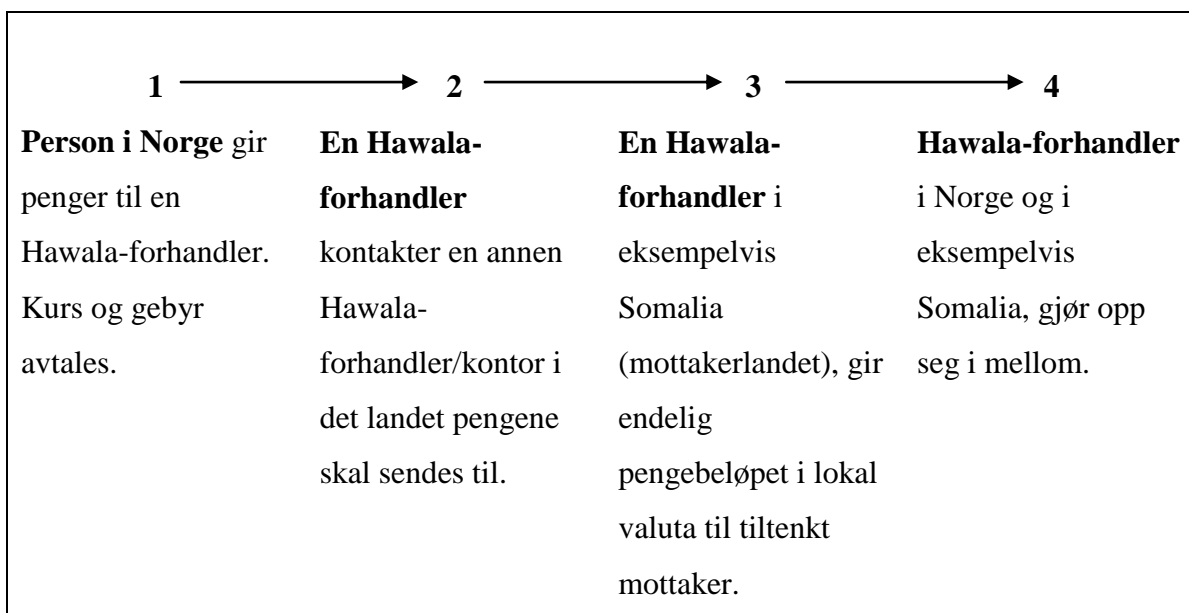 1 2 3 4
Person i Norge gir
penger til en
Hawala-forhandler.
Kurs og gebyr
avtales.
En Hawala-
forhandler
kontakter en annen
Hawala-
forhandler/kontor i
det landet pengene
skal sendes til.
En Hawala-
forhandler i
eksempelvis
Somalia
(mottakerlandet), gir
endelig
pengebeløpet i lokal
valuta til tiltenkt
mottaker.
Hawala-forhandler
i Norge og i
eksempelvis
Somalia, gjør opp
seg i mellom.